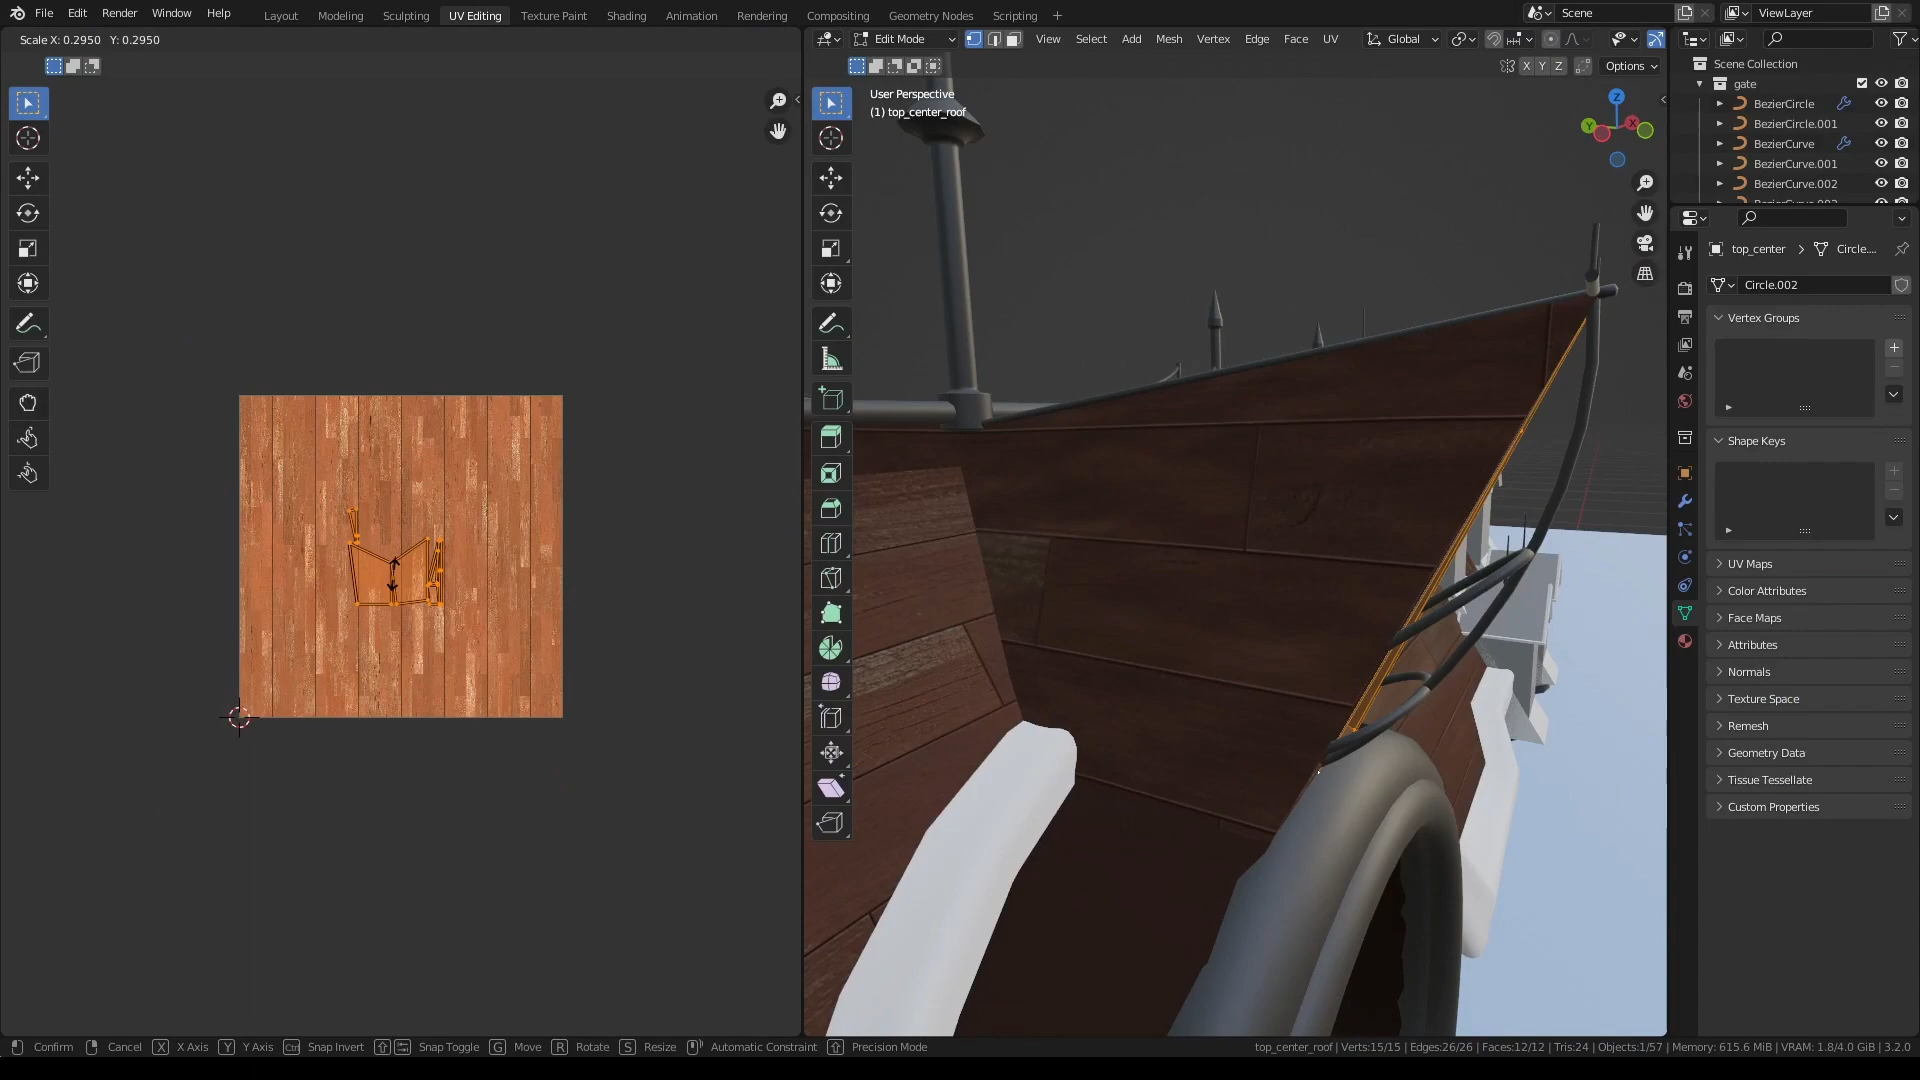 File Edit Render Window Help Layout Modeling Sculpting UV Editing Texture Paint Shading Animation Rendering Compositing Geometry Nodes Scripting + Scene ViewLayer
Scale X: 0.2950 Y: 0.2950
Edit Mode View Select Add Mesh Vertex Edge Face UV Global
X Y Z Options
Scene Collection
gate
User Perspective
(1) top_center_roof
BezierCircle
BezierCircle.001
BezierCurve
BezierCurve.001
BezierCurve.002
Z
Y
X
top_center Circle....
Circle.002
Vertex Groups
Shape Keys
UV Maps
Color Attributes
Face Maps
Attributes
Normals
Texture Space
Remesh
Geometry Data
Tissue Tessellate
Custom Properties
Confirm Cancel X X Axis Y Y Axis Ctrl Snap Invert Snap Toggle G Move R Rotate S Resize Automatic Constraint Precision Mode top_center_roof | Verts:15/15 | Edges:26/26 | Faces:12/12 | Tris:24 | Objects:1/57 | Memory: 615.6 MiB | VRAM: 1.8/4.0 GiB | 3.2.0